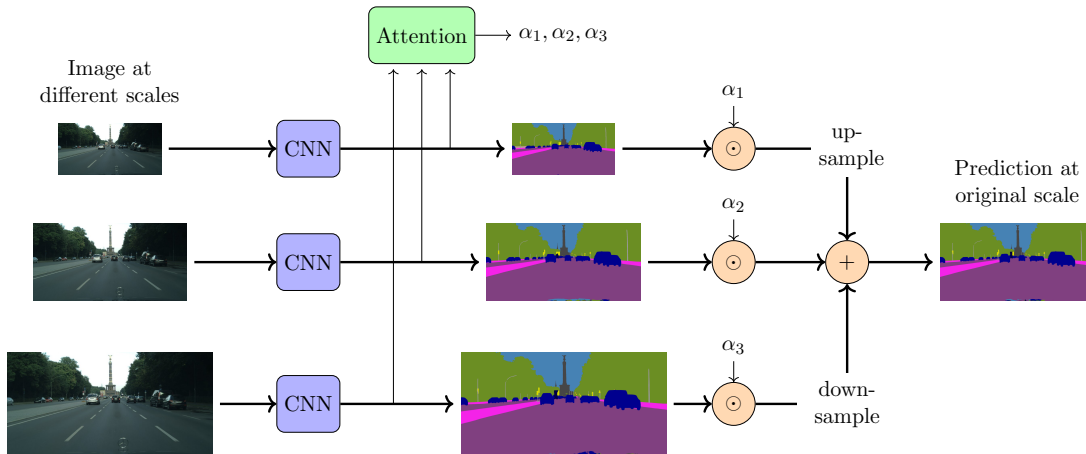 Attention
α₁, α₂, α₃
Image at
different scales
CNN
α₁
⊙
up-
sample
Prediction at
original scale
CNN
α₂
⊙
+
CNN
α₃
⊙
down-
sample